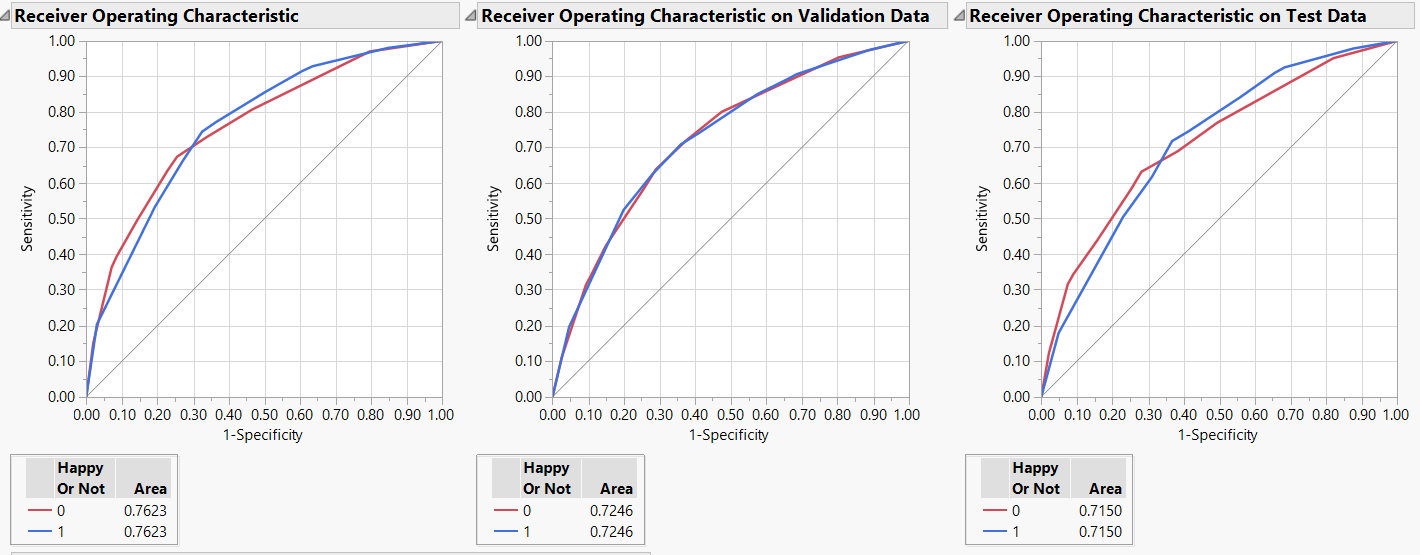 Receiver Operating Characteristic
1.00
0.90
0.80
0.70
0.60
0.50
0.40
0.30
0.20
0.10
0.00
Sensitivity
0.00 0.10 0.20 0.30 0.40 0.50 0.60 0.70 0.80 0.90 1.00
1-Specificity
Happy
Or Not Area
0 0.7623
1 0.7623
Receiver Operating Characteristic on Validation Data
1.00
0.90
0.80
0.70
0.60
0.50
0.40
0.30
0.20
0.10
0.00
Sensitivity
0.00 0.10 0.20 0.30 0.40 0.50 0.60 0.70 0.80 0.90 1.00
1-Specificity
Happy
Or Not Area
0 0.7246
1 0.7246
Receiver Operating Characteristic on Test Data
1.00
0.90
0.80
0.70
0.60
0.50
0.40
0.30
0.20
0.10
0.00
Sensitivity
0.00 0.10 0.20 0.30 0.40 0.50 0.60 0.70 0.80 0.90 1.00
1-Specificity
Happy
Or Not Area
0 0.7150
1 0.7150